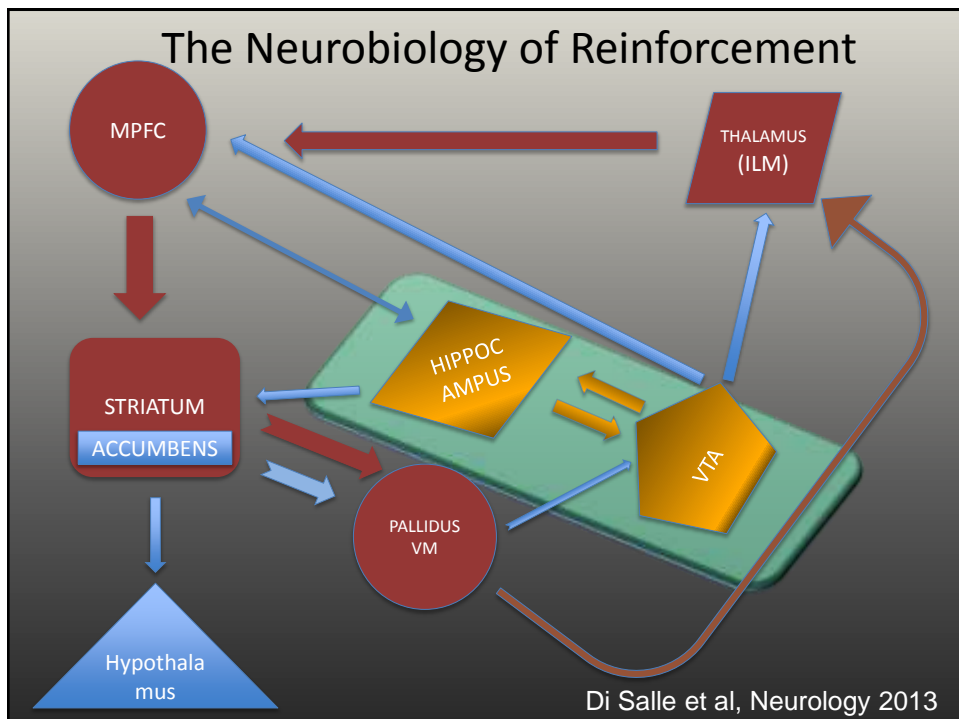 The Neurobiology of Reinforcement
MPFC
THALAMUS
(ILM)
HIPPOC
AMPUS
STRIATUM
ACCUMBENS
VTA
PALLIDUS
VM
Hypothala
mus
Di Salle et al, Neurology 2013